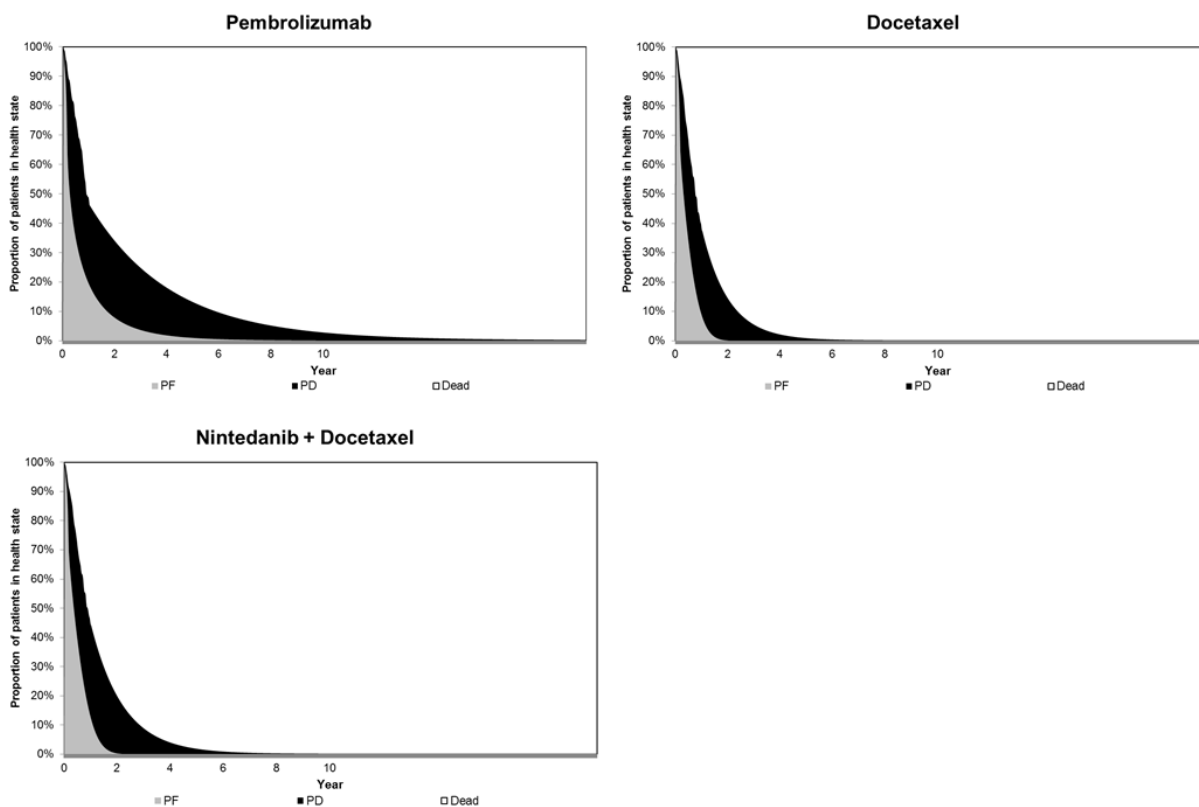 Pembrolizumab
Proportion of patients in health state
100%
90%
80%
70%
60%
50%
40%
30%
20%
10%
0%
0 2 4 6 8 10
Year
PF PD Dead
Docetaxel
Proportion of patients in health state
100%
90%
80%
70%
60%
50%
40%
30%
20%
10%
0%
0 2 4 6 8 10
Year
PF PD Dead
Nintedanib + Docetaxel
Proportion of patients in health state
100%
90%
80%
70%
60%
50%
40%
30%
20%
10%
0%
0 2 4 6 8 10
Year
PF PD Dead